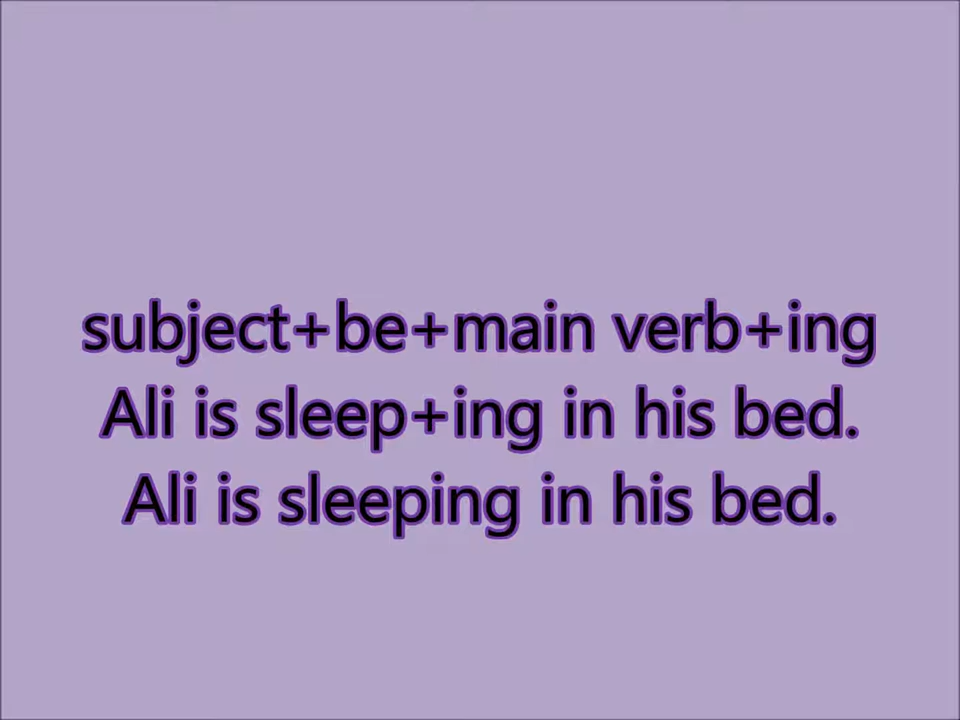 subject+be+main verb+ing
Ali is sleep+ing in his bed.
Ali is sleeping in his bed.